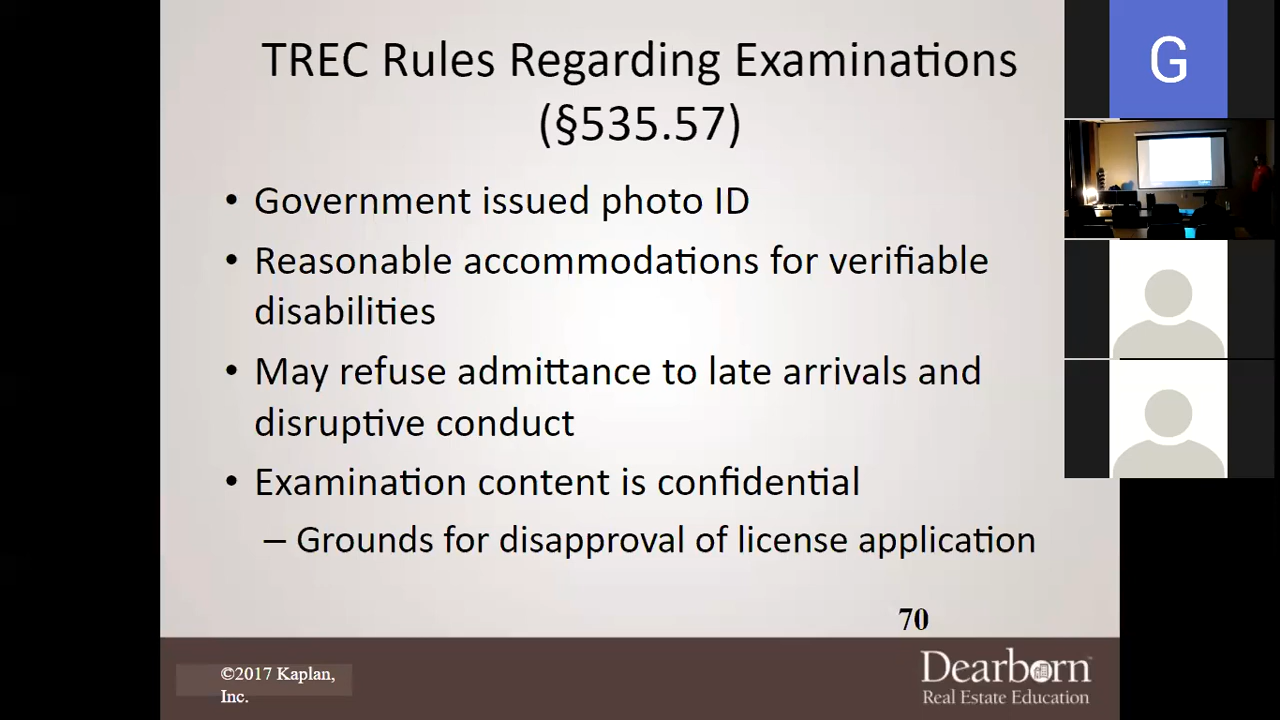 TREC Rules Regarding Examinations
(§535.57)
• Government issued photo ID
• Reasonable accommodations for verifiable
disabilities
• May refuse admittance to late arrivals and
disruptive conduct
• Examination content is confidential
– Grounds for disapproval of license application
70
©2017 Kaplan,
Inc.
Dearborn
Real Estate Education
G